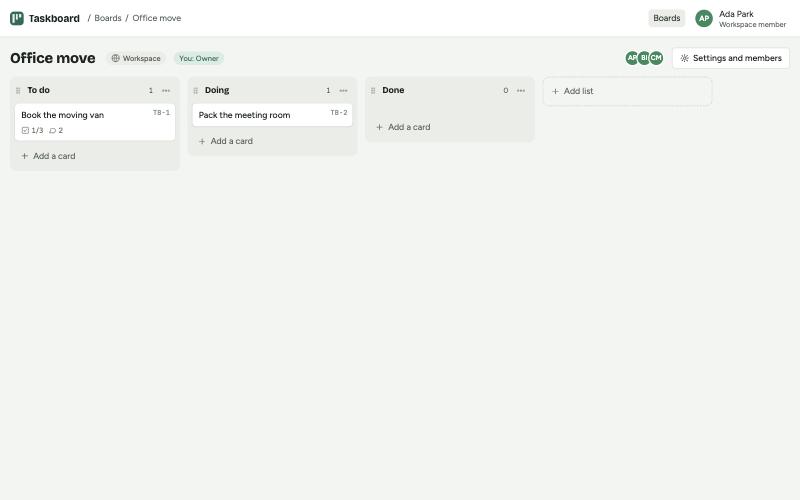 Taskboard / Boards / Office move
Boards
AP
Ada Park
Workspace member
Office move
Workspace
You: Owner
CM
Settings and members
To do 1
Book the moving van TB-1
1/3 2
+ Add a card
Doing 1
Pack the meeting room TB-2
+ Add a card
Done 0
+ Add a card
+ Add list